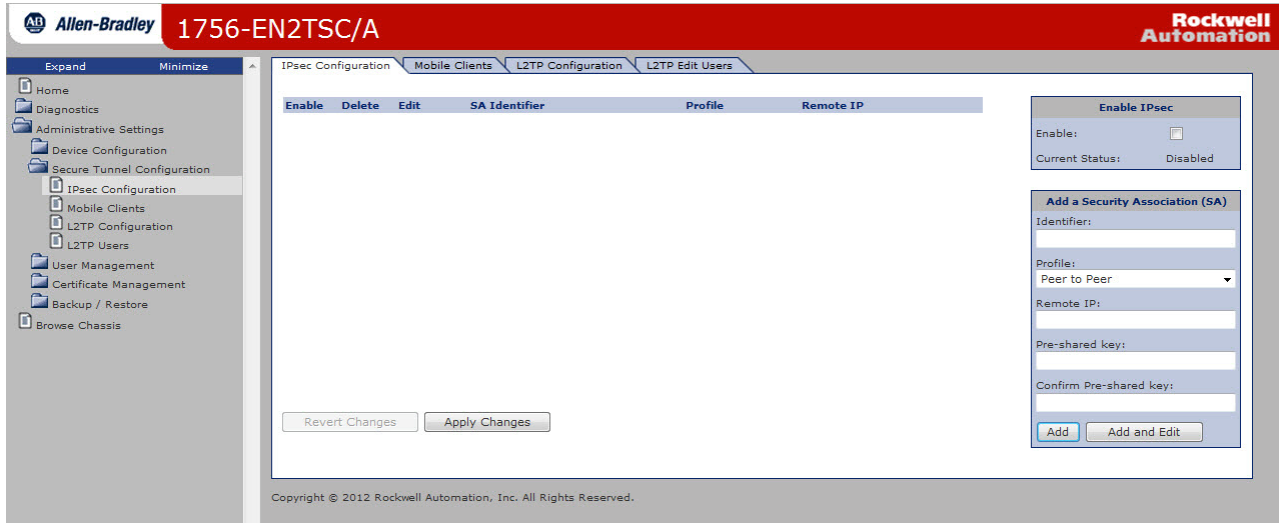 AB Allen-Bradley
1756-EN2TSC/A
Rockwell
Automation
Expand Minimize
Home
Diagnostics
Administrative Settings
Device Configuration
Secure Tunnel Configuration
IPsec Configuration
Mobile Clients
L2TP Configuration
L2TP Users
User Management
Certificate Management
Backup / Restore
Browse Chassis
IPsec Configuration Mobile Clients L2TP Configuration L2TP Edit Users
Enable Delete Edit SA Identifier Profile Remote IP
Revert Changes Apply Changes
Enable IPsec
Enable:
Current Status: Disabled
Add a Security Association (SA)
Identifier:
Profile:
Peer to Peer
Remote IP:
Pre-shared key:
Confirm Pre-shared key:
Add Add and Edit
Copyright © 2012 Rockwell Automation, Inc. All Rights Reserved.